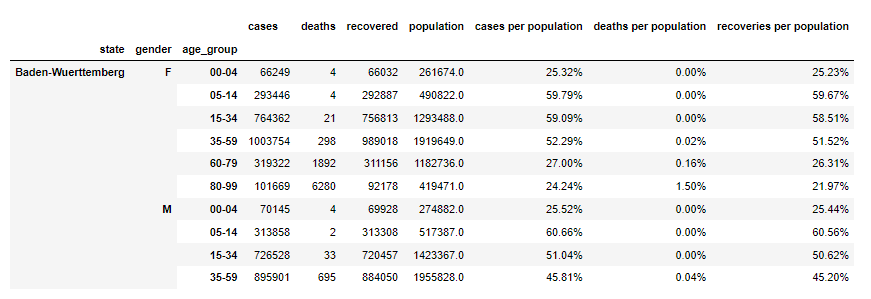 cases deaths recovered population cases per population deaths per population recoveries per population
state gender age_group
Baden-Wuerttemberg F 00-04 66249 4 66032 261674.0 25.32% 0.00% 25.23%
05-14 293446 4 292887 490822.0 59.79% 0.00% 59.67%
15-34 764362 21 756813 1293488.0 59.09% 0.00% 58.51%
35-59 1003754 298 989018 1919649.0 52.29% 0.02% 51.52%
60-79 319322 1892 311156 1182736.0 27.00% 0.16% 26.31%
80-99 101669 6280 92178 419471.0 24.24% 1.50% 21.97%
M 00-04 70145 4 69928 274882.0 25.52% 0.00% 25.44%
05-14 313858 2 313308 517387.0 60.66% 0.00% 60.56%
15-34 726528 33 720457 1423367.0 51.04% 0.00% 50.62%
35-59 895901 695 884050 1955828.0 45.81% 0.04% 45.20%